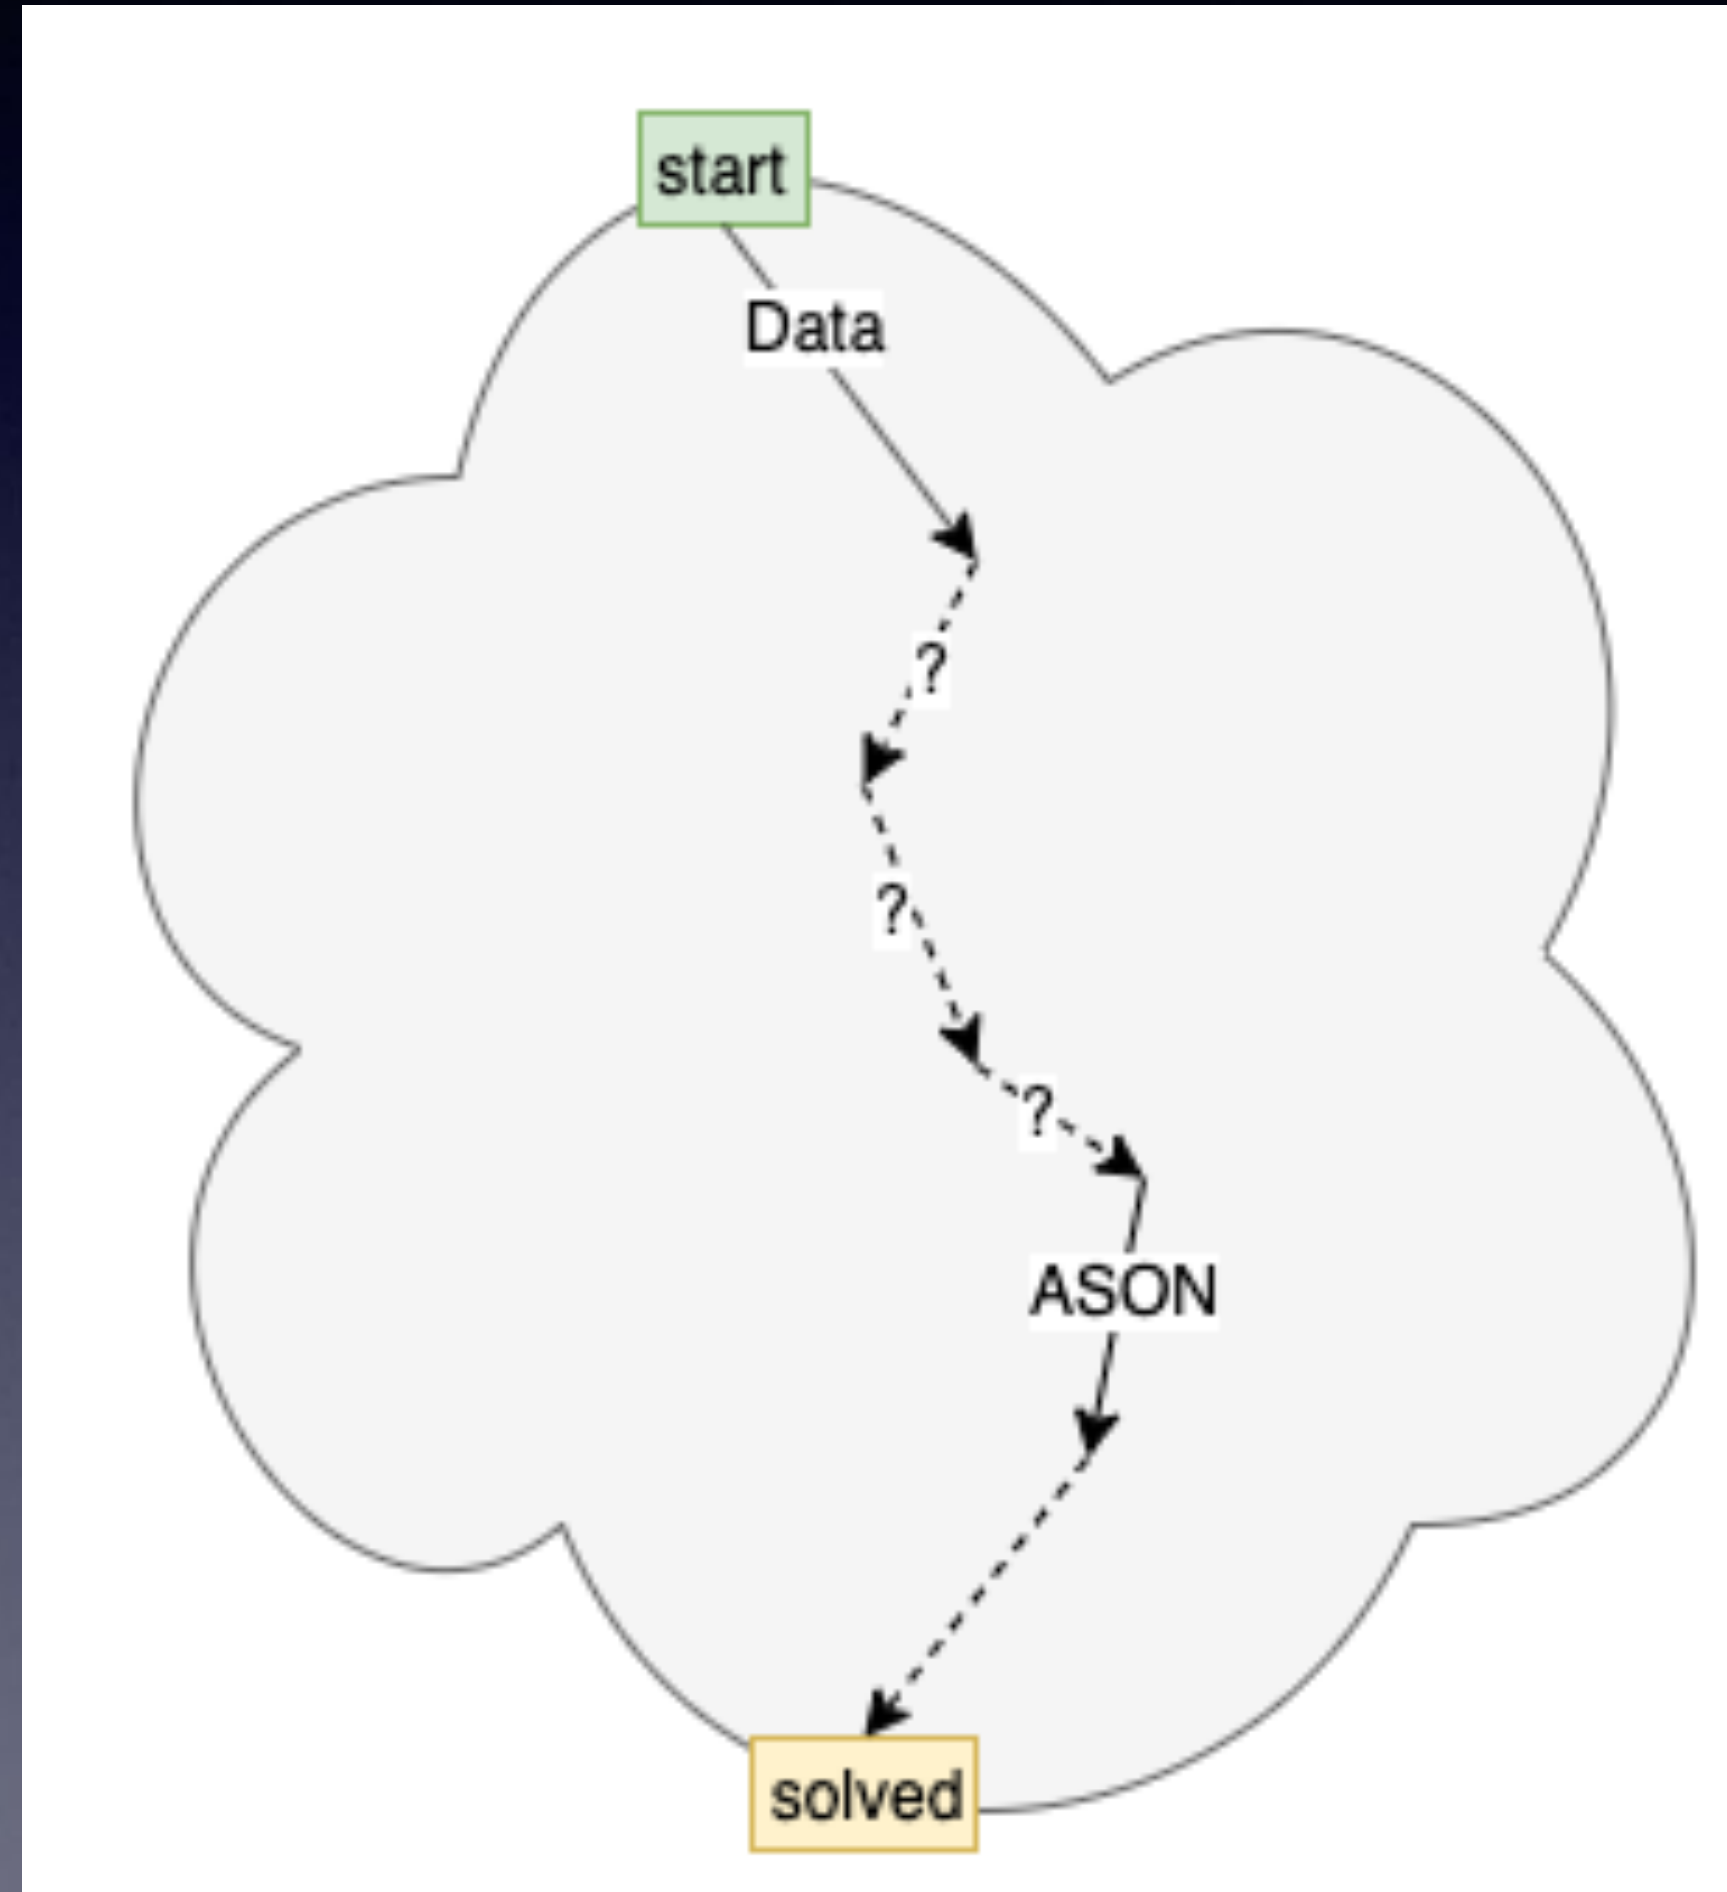 start
Data
?
?
?
ASON
solved